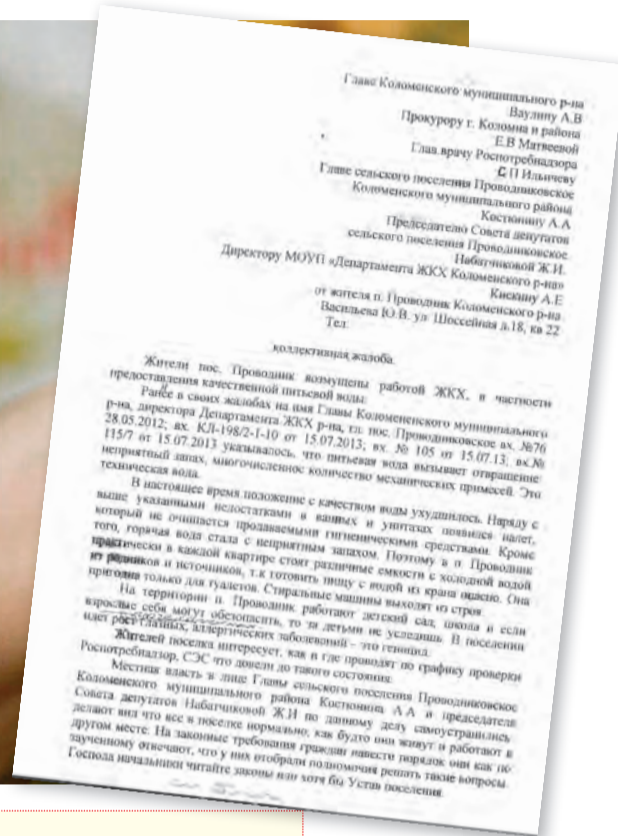 Главе Коломенского муниципального р-на
Ваулину А.В
Прокурору г. Коломна и района
Е.В Матвеевой
Глав.врачу Роспотребнадзора
С.П Ильичеву
Главе сельского поселения Проводниковское
Коломенского муниципального района
Костюнину А.А
Председателю Совета депутатов
сельского поселения Проводниковское
Набатчиковой Ж.И.
Директору МОУП «Департамента ЖКХ Коломенского р-на»
Кискину А.Е
от жителя п. Проводник Коломенского р-на
Васильева Ю.В. ул. Шоссейная д.18, кв 22
Тел:
коллективная жалоба.
Жители пос. Проводник возмущены работой ЖКХ, в частности
предоставления качественной питьевой воды.
Ранее в своих жалобах на имя Главы Коломененского муниципального
р-на, директора Департамента ЖКХ р-на, гл. пос. Проводниковское вх. №76
28.05.2012; вх. КЛ-198/2-1-10 от 15.07.2013; вх. № 105 от 15.07.13; вх.№
115/7 от 15.07.2013 указывалось, что питьевая вода вызывает отвращение
неприятный запах, многочисленное количество механических примесей. Это
техническая вода.
В настоящее время положение с качеством воды ухудшилось. Наряду с
выше указанными недостатками в ванных и унитазах появился налет,
который не очищается продаваемыми гигиеническими средствами. Кроме
того, горячая вода стала с неприятным запахом. Поэтому в п. Проводник
практически в каждой квартире стоят различные емкости с холодной водой
из родников и источников, т.к готовить пищу с водой из крана опасно. Она
пригодна только для туалетов. Стиральные машины выходят из строя.
На территории п. Проводник работают детский сад, школа и если
взрослые себя могут обезопасить, то за детьми не уследишь. В поселении
идет рост глазных, аллергических заболеваний – это геноцид.
Жителей поселка интересует, как и где проводят по графику проверки
Роспотребнадзор, СЭС что довели до такого состояния.
Местная власть в лице Главы сельского поселения Проводниковское
Коломенского муниципального района Костюнина А.А и председателя
Совета депутатов Набатчиковой Ж.И по данному делу самоустранились
делают вид что все в поселке нормально, как будто они живут и работают в
другом месте. На законные требования граждан навести порядок они как по
заученному отвечают, что у них отобрали полномочия решать такие вопросы.
Господа начальники читайте законы или хотя бы Устав поселения.